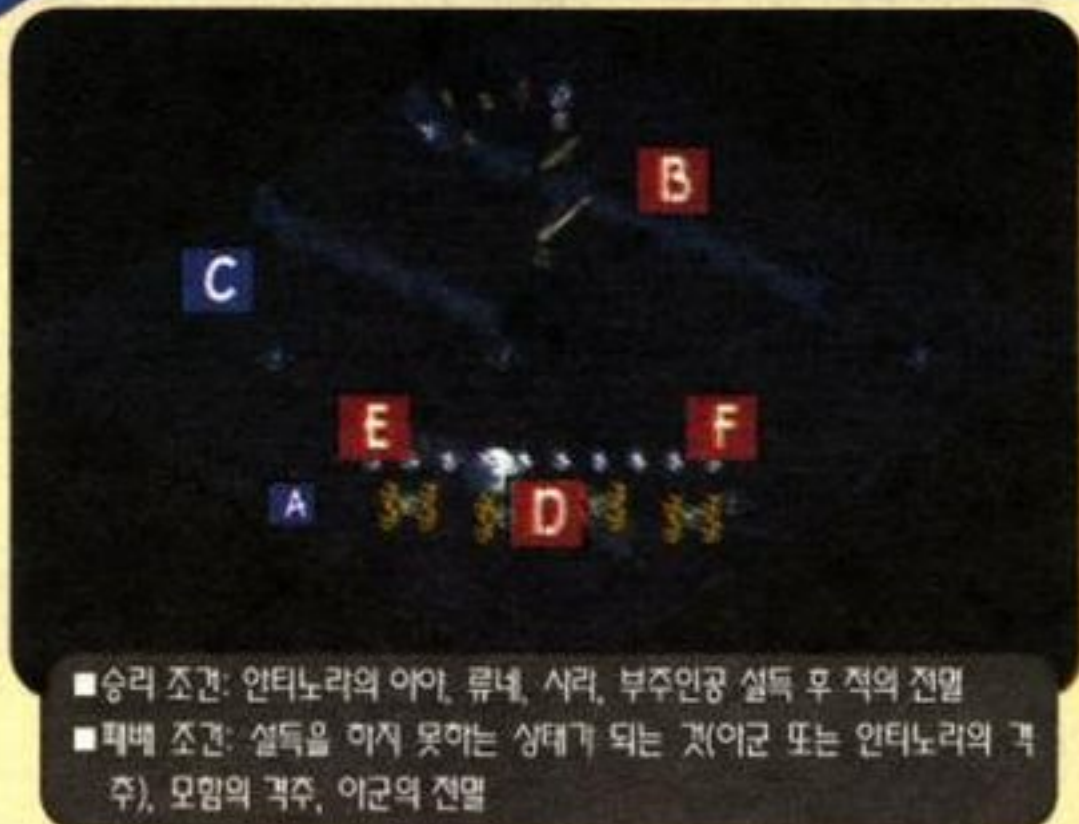 B
C
E
F
A
D
■승리 조건: 안티노라의 아야, 류네, 사라, 부주인공 설득 후 적의 전멸
■패배 조건: 설득을 하지 못하는 상태가 되는 것(아군 또는 안티노라의 격
추), 모함의 격추, 아군의 전멸